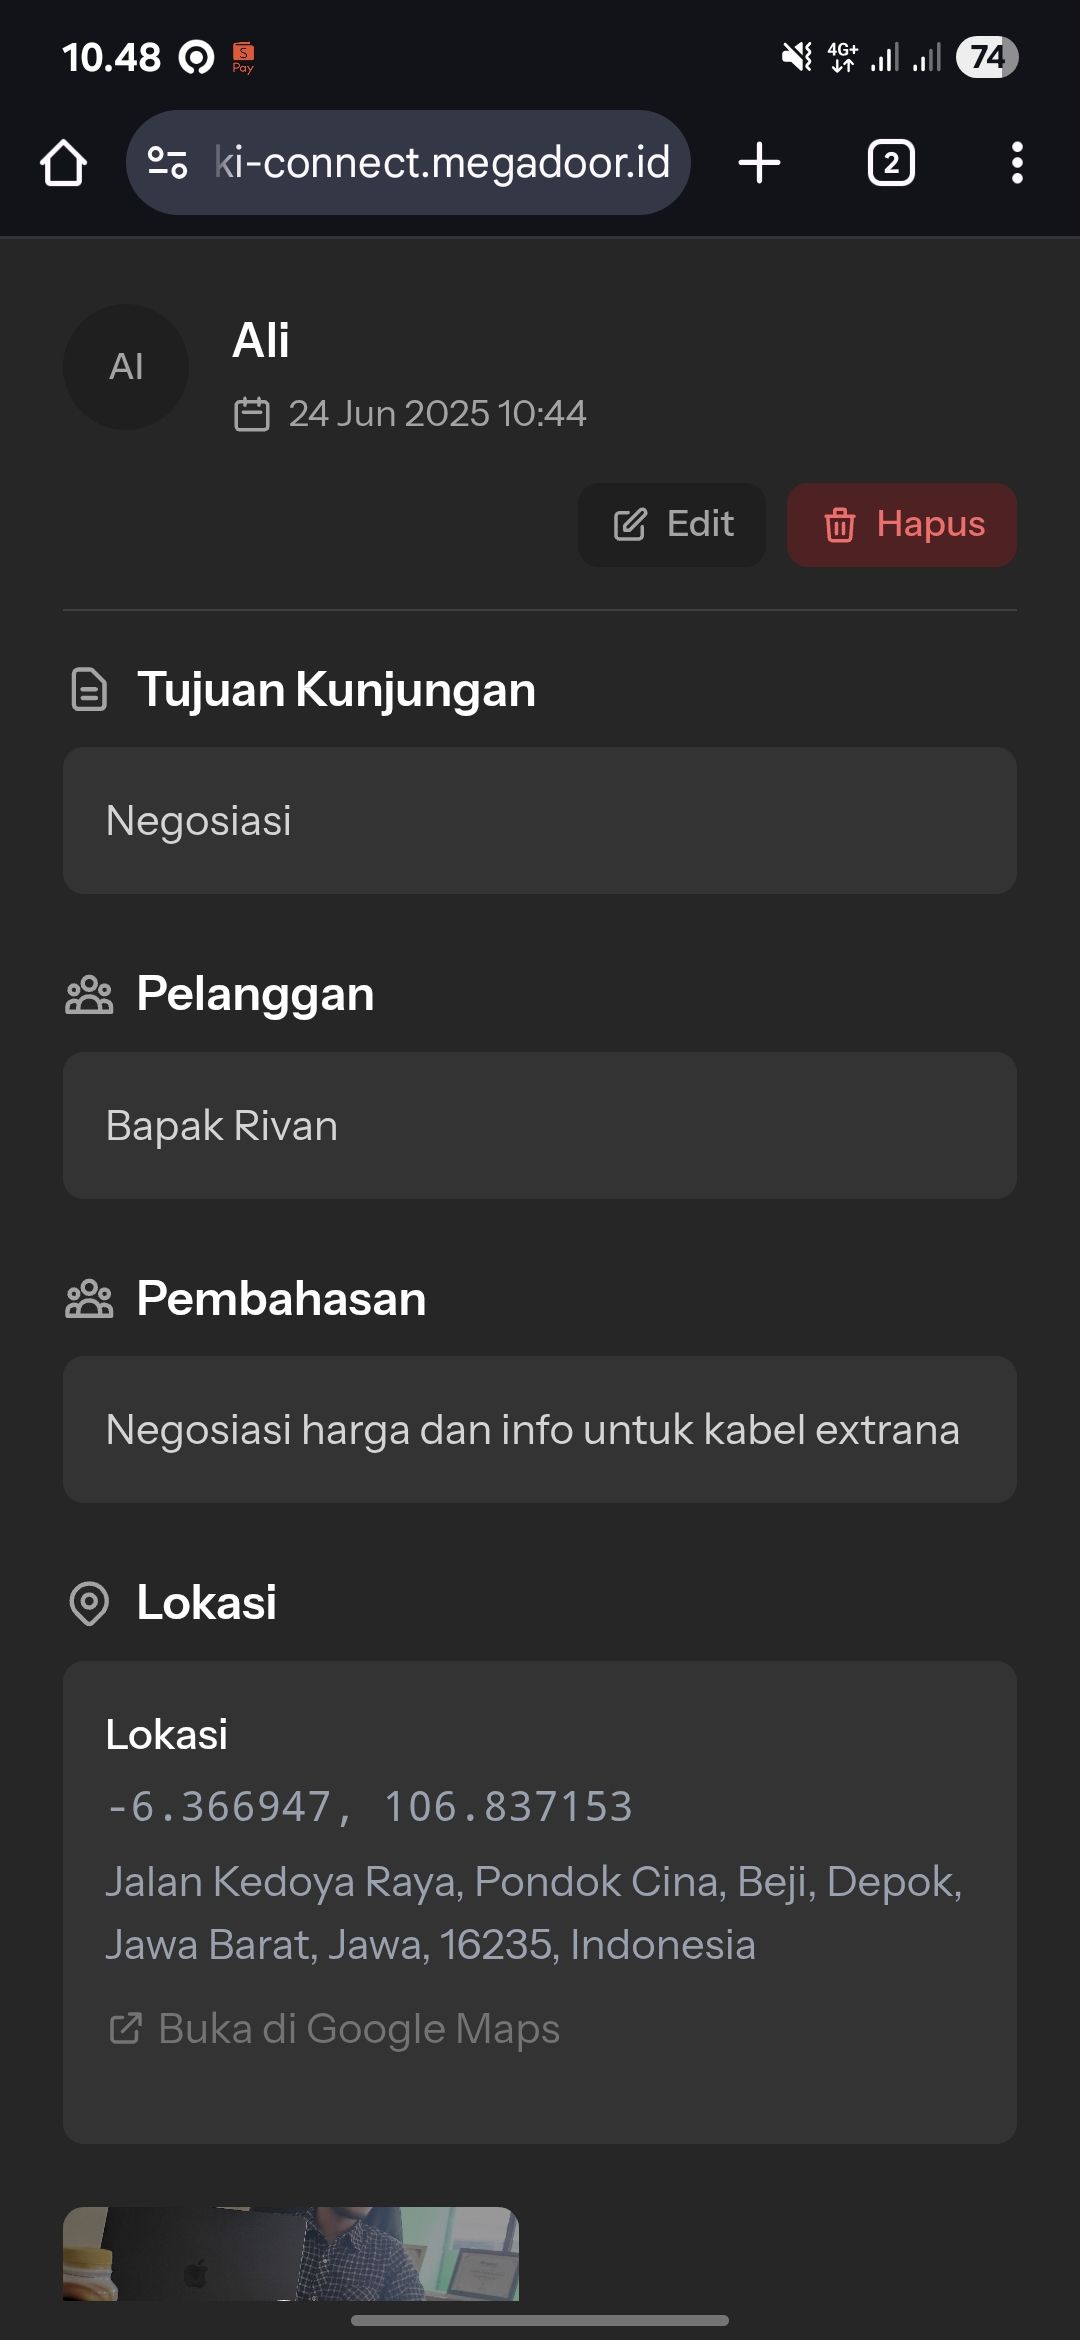 10.48
S
Pay
4G+
74
ki-connect.megadoor.id
2
AI
Ali
24 Jun 2025 10:44
Edit
Hapus
Tujuan Kunjungan
Negosiasi
Pelanggan
Bapak Rivan
Pembahasan
Negosiasi harga dan info untuk kabel extrana
Lokasi
Lokasi
-6.366947, 106.837153
Jalan Kedoya Raya, Pondok Cina, Beji, Depok,
Jawa Barat, Jawa, 16235, Indonesia
Buka di Google Maps